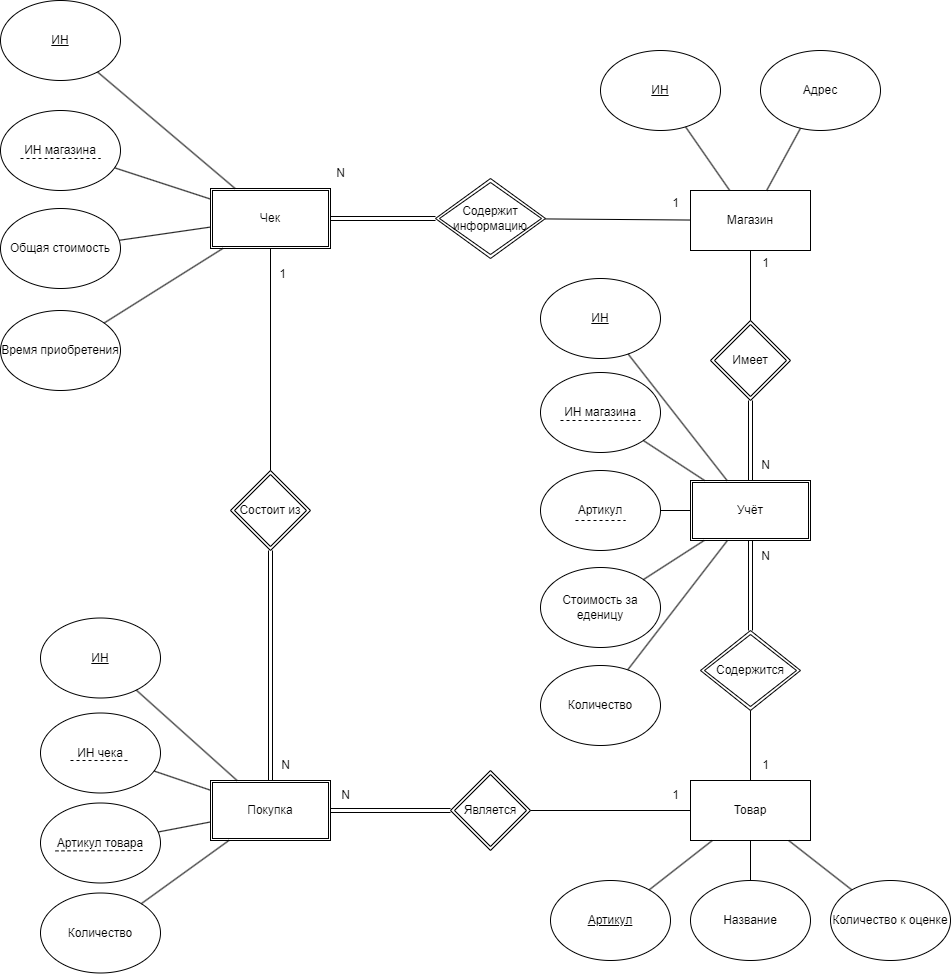 ИН
ИН
Адрес
ИН магазина
N
1
Содержит
информацию
Чек
Магазин
Общая стоимость
1
1
ИН
Время приобретения
Имеет
ИН магазина
N
Состоит из
Артикул
Учёт
N
Стоимость за
еденицу
ИН
Содержится
Количество
ИН чека
N
1
N
1
Покупка
Является
Товар
Артикул товара
Количество
Артикул
Название
Количество к оценке